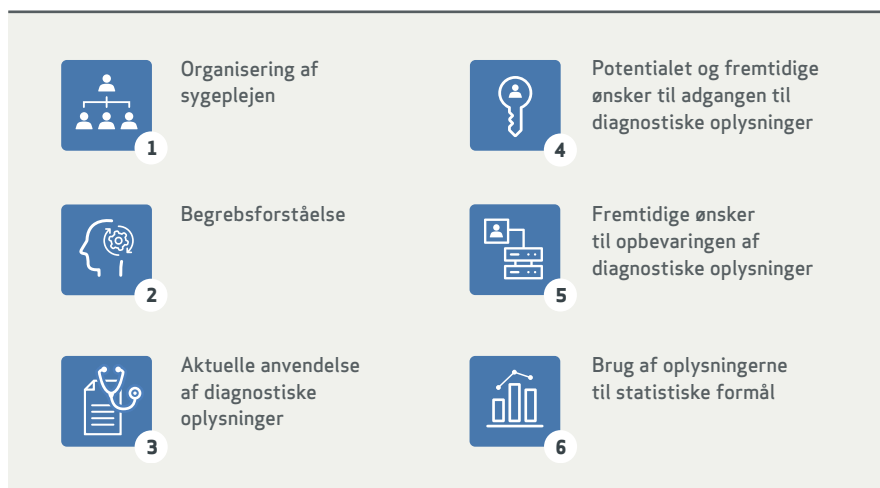 Organisering af
sygeplejen
1
Begrebsforståelse
2
Aktuelle anvendelse
af diagnostiske
oplysninger
3
Potentialet og fremtidige
ønsker til adgangen til
diagnostiske oplysninger
4
Fremtidige ønsker
til opbevaringen af
diagnostiske oplysninger
5
Brug af oplysningerne
til statistiske formål
6